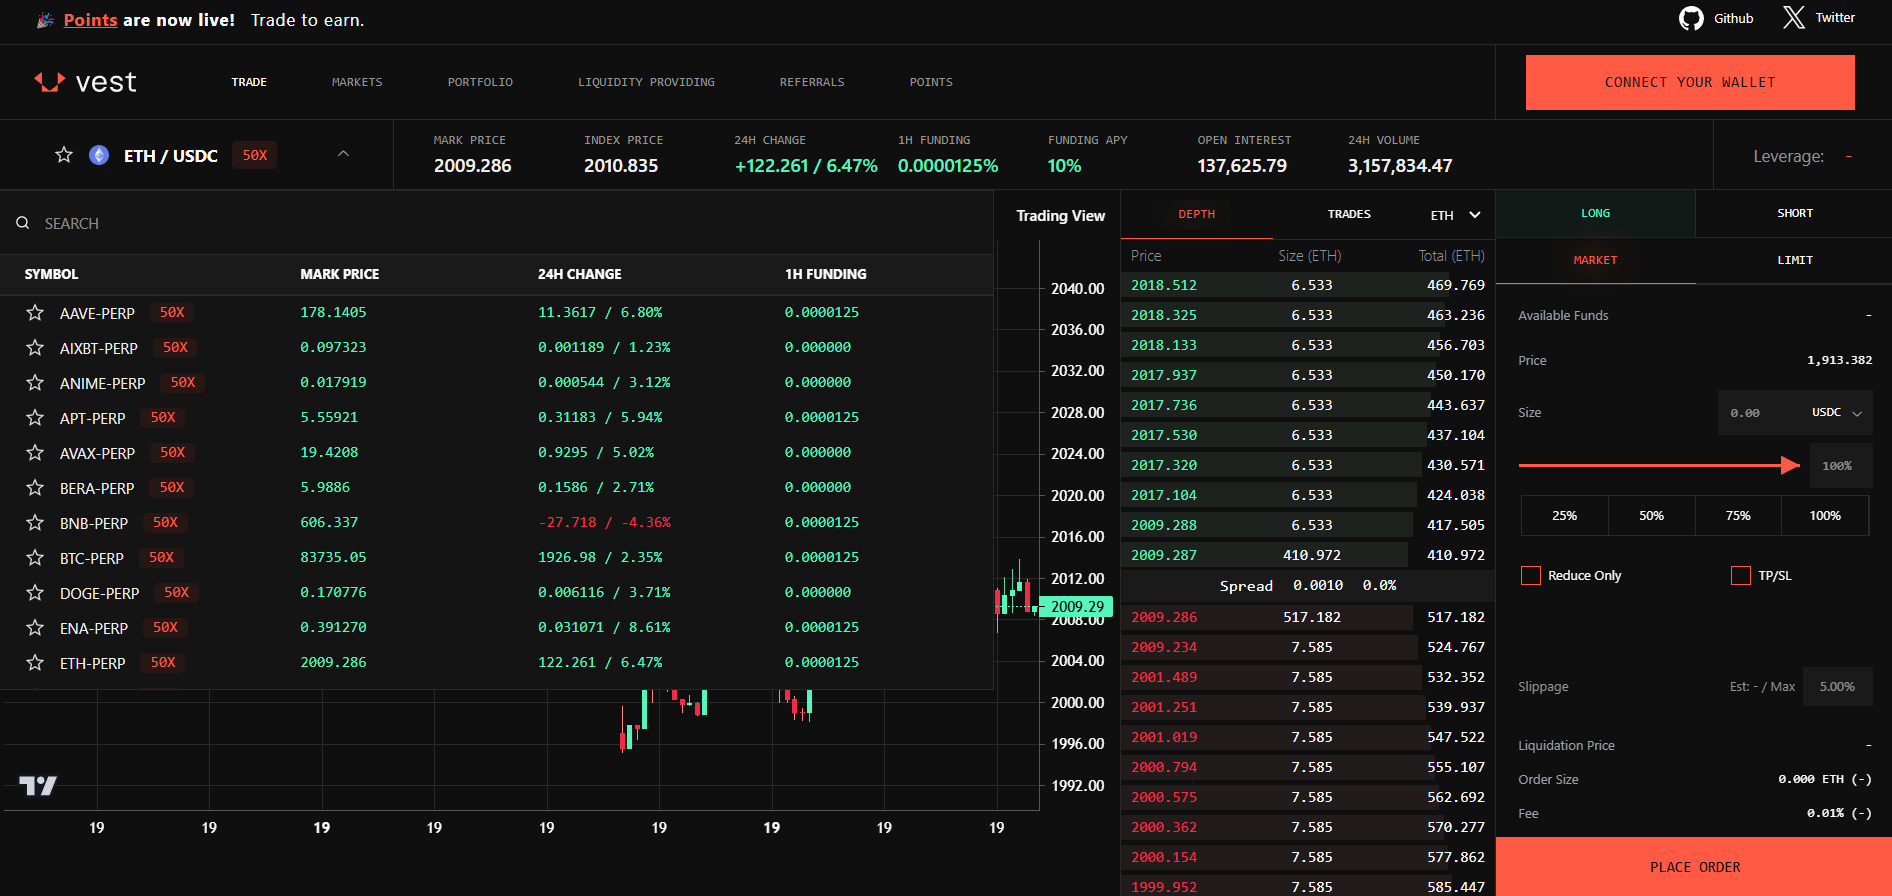 Points are now live! Trade to earn.
Github
Twitter
vest
TRADE
MARKETS
PORTFOLIO
LIQUIDITY PROVIDING
REFERRALS
POINTS
CONNECT YOUR WALLET
ETH / USDC 50X
MARK PRICE
2009.286
INDEX PRICE
2010.835
24H CHANGE
+122.261 / 6.47%
1H FUNDING
0.0000125%
FUNDING APY
10%
OPEN INTEREST
137,625.79
24H VOLUME
3,157,834.47
Leverage: -
SEARCH
SYMBOL MARK PRICE 24H CHANGE 1H FUNDING
AAVE-PERP 50X 178.1405 11.3617 / 6.80% 0.0000125
AIXBT-PERP 50X 0.097323 0.001189 / 1.23% 0.000000
ANIME-PERP 50X 0.017919 0.000544 / 3.12% 0.000000
APT-PERP 50X 5.55921 0.31183 / 5.94% 0.0000125
AVAX-PERP 50X 19.4208 0.9295 / 5.02% 0.000000
BERA-PERP 50X 5.9886 0.1586 / 2.71% 0.000000
BNB-PERP 50X 606.337 -27.718 / -4.36% 0.0000125
BTC-PERP 50X 83735.05 1926.98 / 2.35% 0.0000125
DOGE-PERP 50X 0.170776 0.006116 / 3.71% 0.000000
ENA-PERP 50X 0.391270 0.031071 / 8.61% 0.0000125
ETH-PERP 50X 2009.286 122.261 / 6.47% 0.0000125
Trading View
2040.00
2036.00
2032.00
2028.00
2024.00
2020.00
2016.00
2012.00
2009.29
2008.00
2004.00
2000.00
1996.00
1992.00
19 19 19 19 19 19 19 19 19
DEPTH TRADES ETH
Price Size (ETH) Total (ETH)
2018.512 6.533 469.769
2018.325 6.533 463.236
2018.133 6.533 456.703
2017.937 6.533 450.170
2017.736 6.533 443.637
2017.530 6.533 437.104
2017.320 6.533 430.571
2017.104 6.533 424.038
2009.288 6.533 417.505
2009.287 410.972 410.972
Spread 0.0010 0.0%
2009.286 517.182 517.182
2009.234 7.585 524.767
2001.489 7.585 532.352
2001.251 7.585 539.937
2001.019 7.585 547.522
2000.794 7.585 555.107
2000.575 7.585 562.692
2000.362 7.585 570.277
2000.154 7.585 577.862
1999.952 7.585 585.447
LONG SHORT
MARKET LIMIT
Available Funds -
Price 1,913.382
Size 0.00 USDC
100%
25% 50% 75% 100%
Reduce Only TP/SL
Slippage Est: - / Max 5.00%
Liquidation Price -
Order Size 0.000 ETH (-)
Fee 0.01% (-)
PLACE ORDER